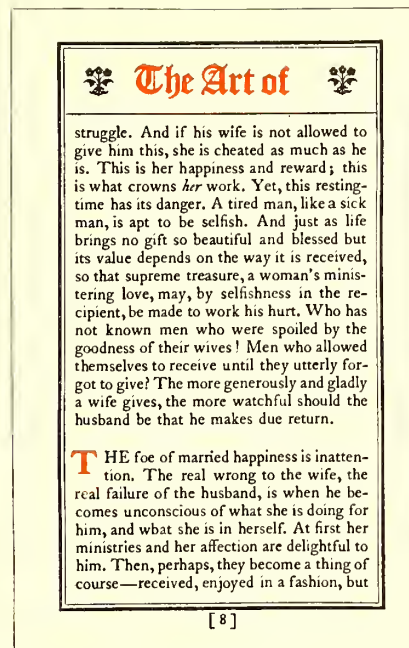 The Art of
struggle. And if his wife is not allowed to
give him this, she is cheated as much as he
is. This is her happiness and reward; this
is what crowns her work. Yet, this resting-
time has its danger. A tired man, like a sick
man, is apt to be selfish. And just as life
brings no gift so beautiful and blessed but
its value depends on the way it is received,
so that supreme treasure, a woman's minis-
tering love, may, by selfishness in the re-
cipient, be made to work his hurt. Who has
not known men who were spoiled by the
goodness of their wives! Men who allowed
themselves to receive until they utterly for-
got to give? The more generously and gladly
a wife gives, the more watchful should the
husband be that he makes due return.
THE foe of married happiness is inatten-
tion. The real wrong to the wife, the
real failure of the husband, is when he be-
comes unconscious of what she is doing for
him, and wbat she is in herself. At first her
ministries and her affection are delightful to
him. Then, perhaps, they become a thing of
course—received, enjoyed in a fashion, but
[8]